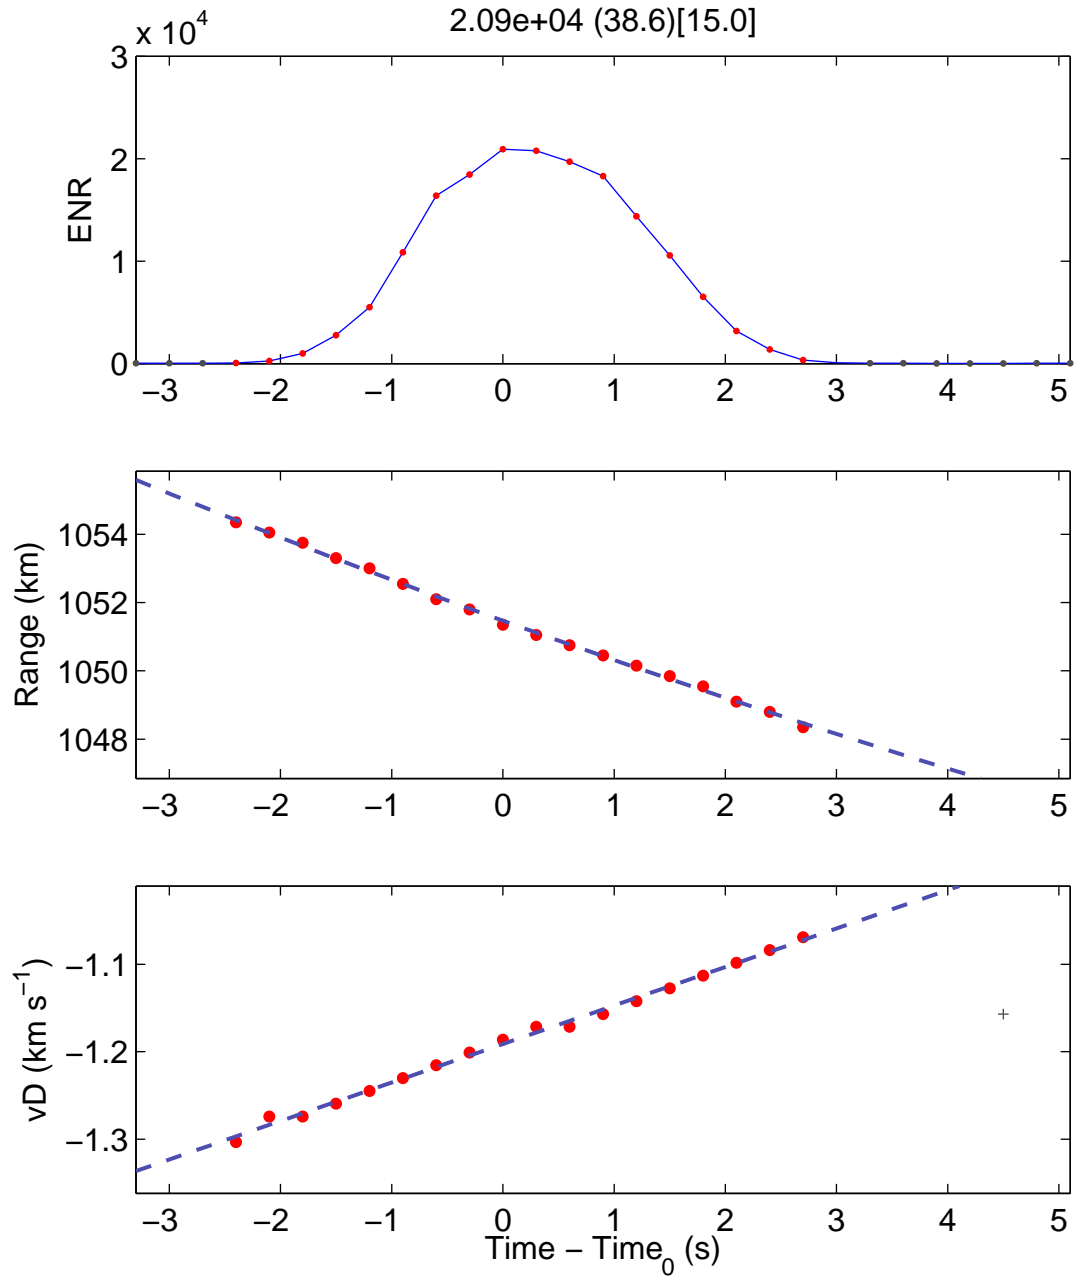 2.09e+04 (38.6)[15.0]
x 10^4
3
2
1
0
ENR
−3 −2 −1 0 1 2 3 4 5
1054
1052
1050
1048
Range (km)
−3 −2 −1 0 1 2 3 4 5
−1.1
−1.2
−1.3
vD (km s^−1)
−3 −2 −1 0 1 2 3 4 5
Time − Time_0 (s)